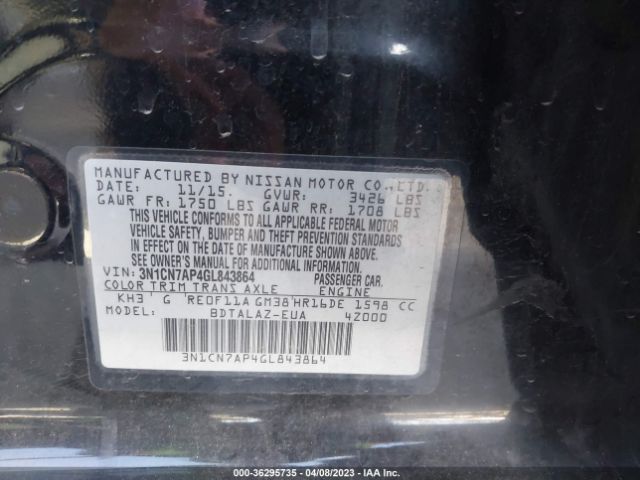 MANUFACTURED BY NISSAN MOTOR CO.,LTD.
DATE: 11/15. GVWR: 3426 LBS
GAWR FR: 1750 LBS GAWR RR: 1708 LBS
THIS VEHICLE CONFORMS TO ALL APPLICABLE FEDERAL MOTOR
VEHICLE SAFETY, BUMPER AND THEFT PREVENTION STANDARDS
IN EFFECT ON THE DATE OF MANUFACTURE SHOWN ABOVE.
SEE OWNER'S MANUAL FOR ADDITIONAL INFORMATION.
VIN: 3N1CN7AP4GL843864 PASSENGER CAR.
COLOR TRIM TRANS AXLE ENGINE
KH3 G RE0F11A GM38 HR16DE 1598 CC
MODEL: BDTALAZ-EUA 42000
3N1CN7AP4GL843864
000-36295735 - 04/08/2023 - IAA Inc.